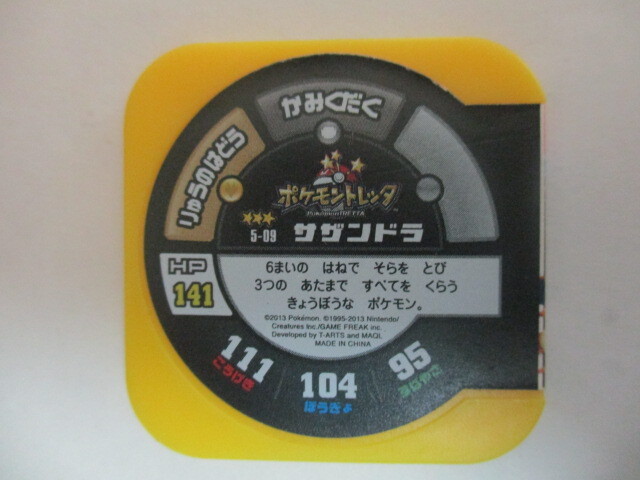 りゅうのはどう
かみくだく
ポケモントレッタ
PokémonTRETTA
5-09
サザンドラ
HP
141
6まいの はねで そらを とび
3つの あたまで すべてを くらう
きょうぼうな ポケモン。
©2013 Pokémon. ©1995-2013 Nintendo/
Creatures Inc./GAME FREAK inc.
Developed by T-ARTS and MAQL
MADE IN CHINA
111
こうげき
104
ぼうぎょ
95
すばやさ